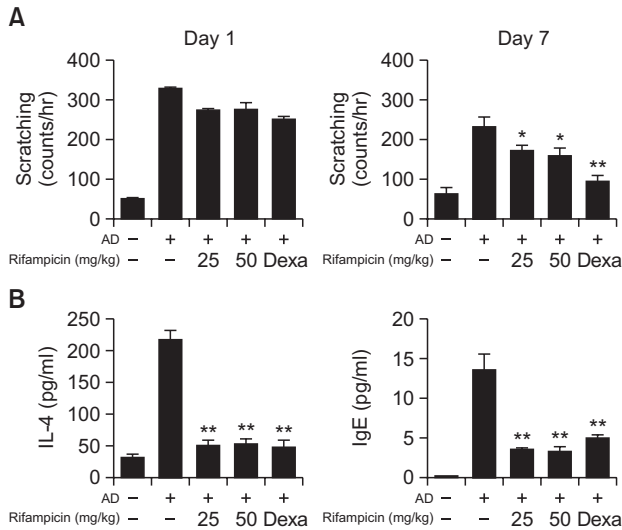 A
Day 1
Day 7
Scratching
(counts/hr)
400
300
200
100
0
AD − + + + +
Rifampicin (mg/kg) − − 25 50 Dexa
Scratching
(counts/hr)
400
300
200
100
0
* * **
AD − + + + +
Rifampicin (mg/kg) − − 25 50 Dexa
B
IL-4 (pg/ml)
250
200
150
100
50
0
** ** **
AD − + + + +
Rifampicin (mg/kg) − − 25 50 Dexa
IgE (pg/ml)
20
15
10
5
0
** ** **
AD − + + + +
Rifampicin (mg/kg) − − 25 50 Dexa